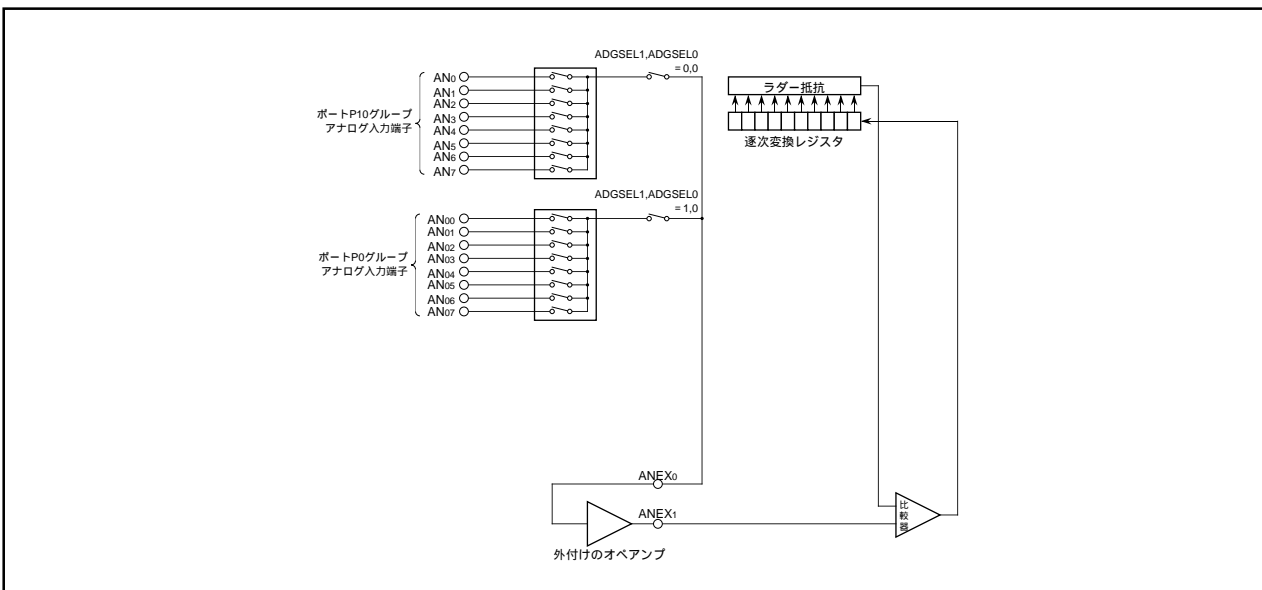 ADGSEL1,ADGSEL0
= 0,0
ポートP10グループ
アナログ入力端子
AN0
AN1
AN2
AN3
AN4
AN5
AN6
AN7
ラダー抵抗
逐次変換レジスタ
ADGSEL1,ADGSEL0
= 1,0
ポートP0グループ
アナログ入力端子
AN00
AN01
AN02
AN03
AN04
AN05
AN06
AN07
ANEX0
ANEX1
外付けのオペアンプ
比較器